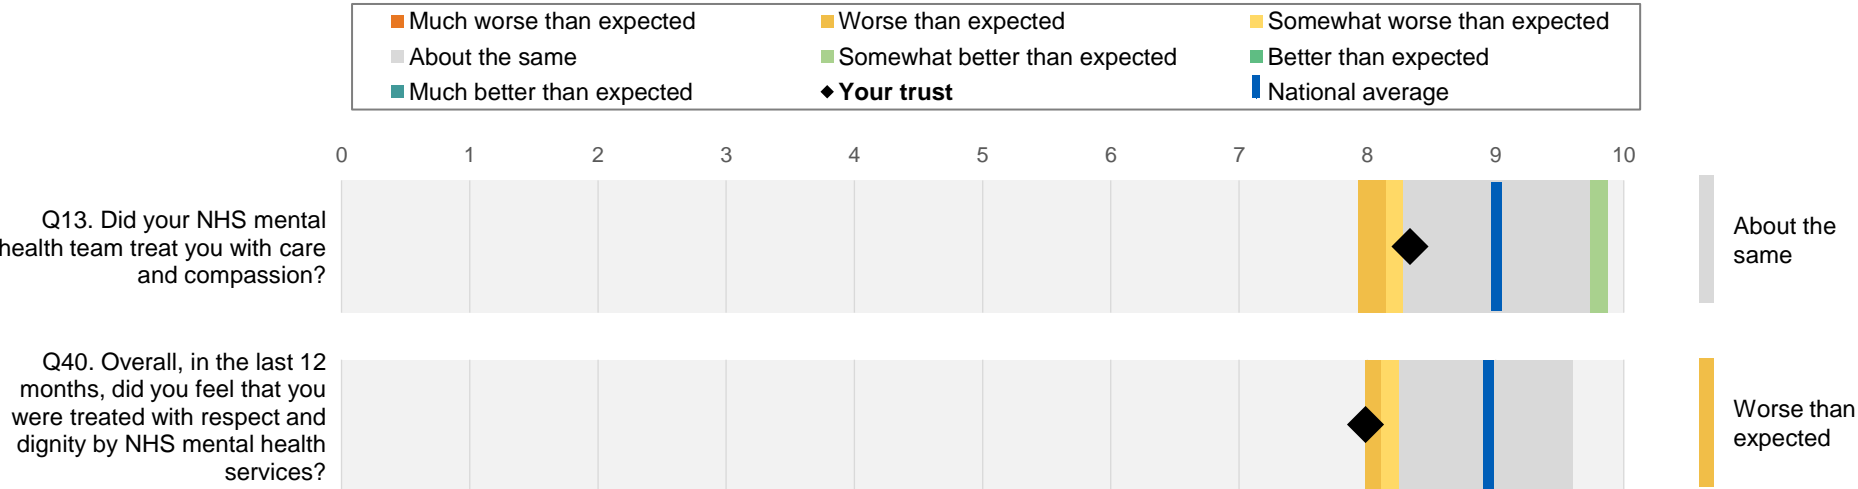 Much worse than expected
Worse than expected
Somewhat worse than expected
About the same
Somewhat better than expected
Better than expected
Much better than expected
Your trust
National average
0 1 2 3 4 5 6 7 8 9 10
Q13. Did your NHS mental
health team treat you with care
and compassion?
About the
same
Q40. Overall, in the last 12
months, did you feel that you
were treated with respect and
dignity by NHS mental health
services?
Worse than
expected